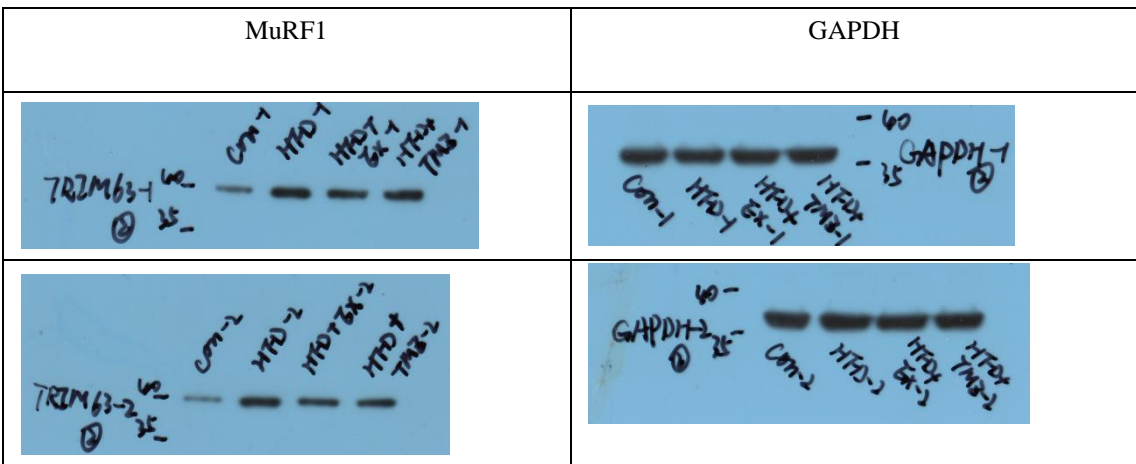 MuRF1
GAPDH
Con-1
HFD-1
HFD+
EX-1
HFD+
TMB-1
TRIM63-1
60-
②
35-
-60
GAPDH-1
-35
②
Con-1
HFD-1
HFD+
EX-1
HFD+
TMB-1
Con-2
HFD-2
HFD+EX-2
HFD+
TMB-2
TRIM63-2
60-
②
35-
60-
GAPDH-2
35-
Con-2
HFD-2
HFD+
EX-2
HFD+
TMB-2